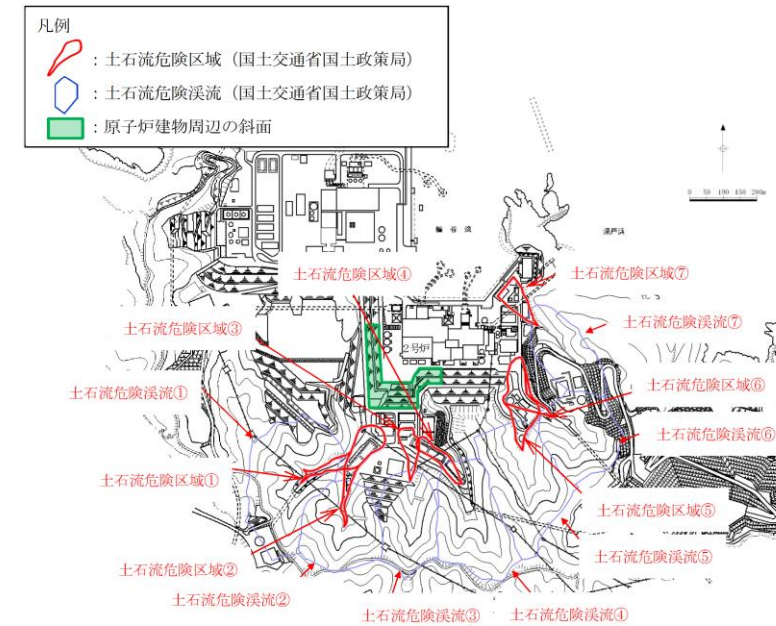 凡例
：土石流危険区域（国土交通省国土政策局）
：土石流危険渓流（国土交通省国土政策局）
：原子炉建物周辺の斜面
0 50 100 150 200m
輪谷湾
土石流危険区域④
土石流危険区域⑦
土石流危険区域③
土石流危険渓流⑦
2号炉
土石流危険渓流①
土石流危険区域⑥
土石流危険渓流⑥
土石流危険区域①
土石流危険区域⑤
土石流危険区域②
土石流危険渓流⑤
土石流危険渓流②
土石流危険渓流③
土石流危険渓流④